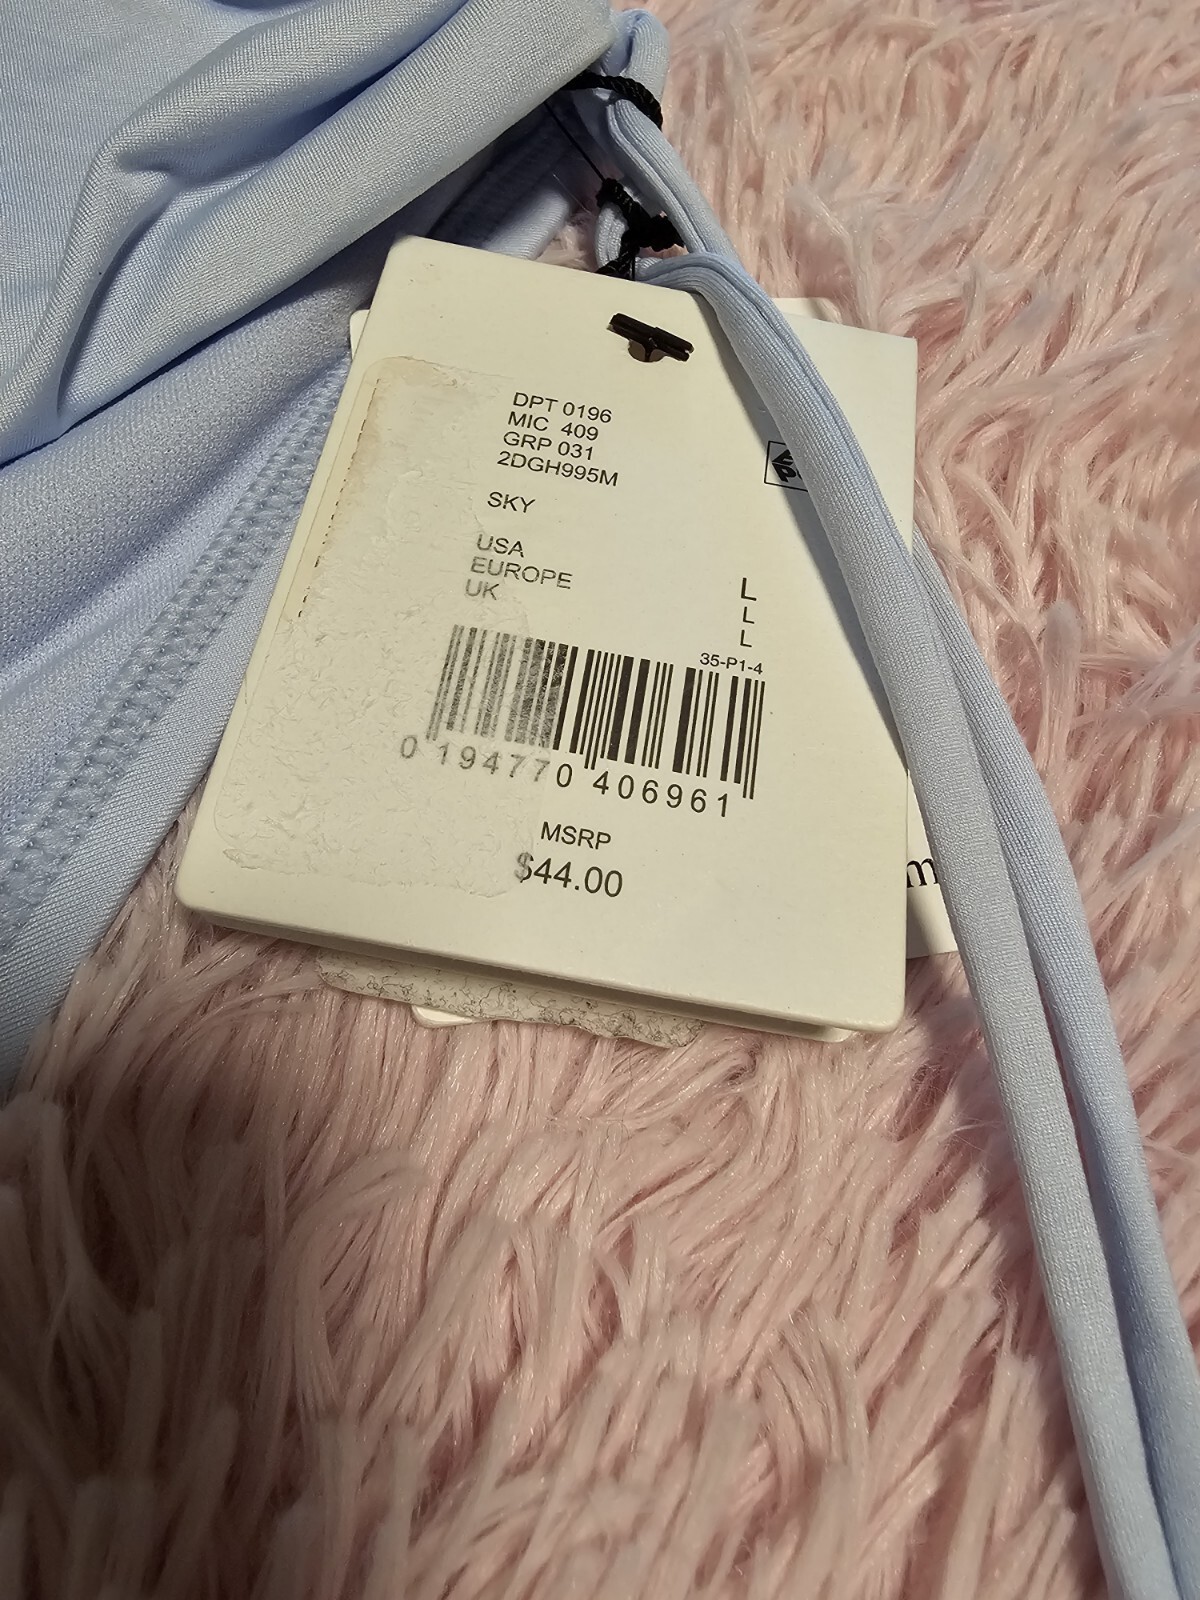 DPT 0196
MIC 409
GRP 031
2DGH995M
SKY
USA L
EUROPE L
UK L
35-P1-4
0 194770 406961
MSRP
$44.00
m